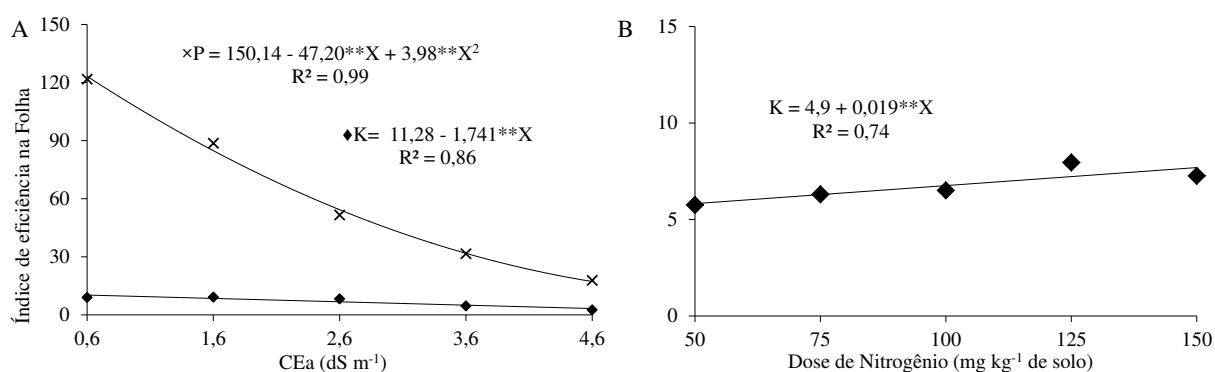 A
Índice de eficiência na Folha
150
120
90
60
30
0
×P = 150,14 - 47,20**X + 3,98**X²
R² = 0,99
♦K= 11,28 - 1,741**X
R² = 0,86
0,6 1,6 2,6 3,6 4,6
CEa (dS m⁻¹)
B
15
10
5
0
K = 4,9 + 0,019**X
R² = 0,74
50 75 100 125 150
Dose de Nitrogênio (mg kg⁻¹ de solo)